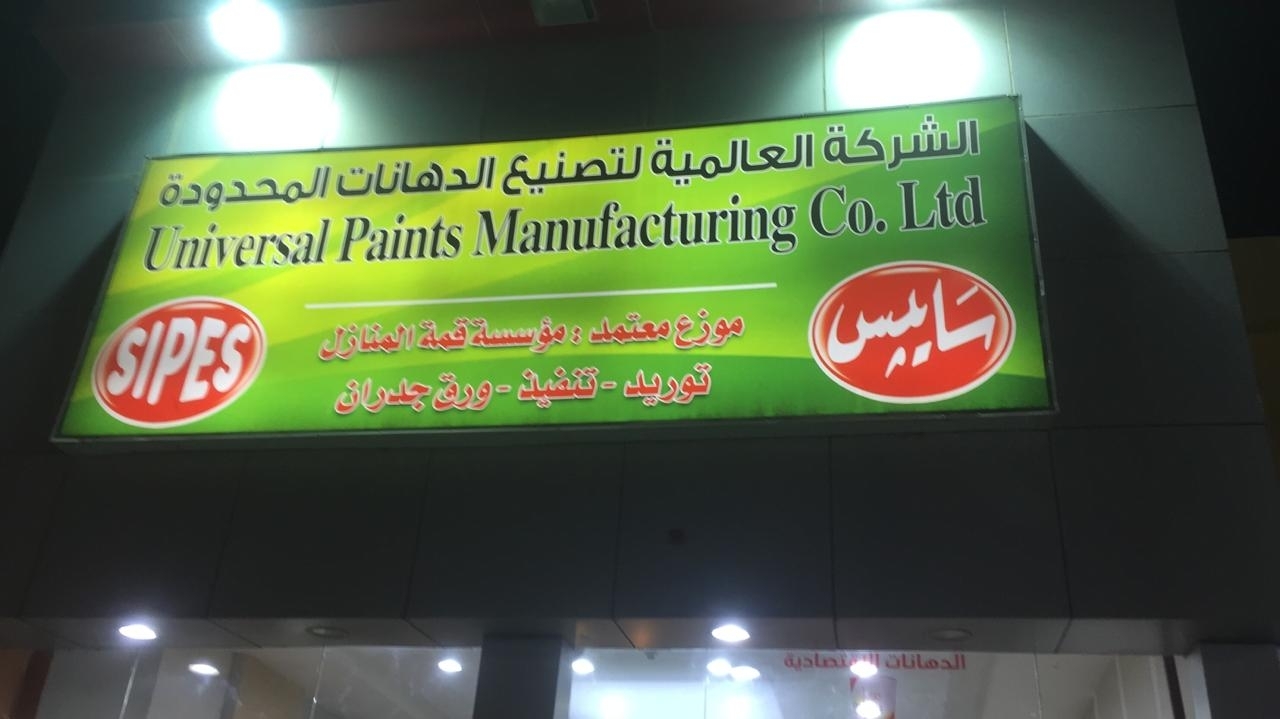 الشركة العالمية لتصنيع الدهانات المحدودة
Universal Paints Manufacturing Co. Ltd
سايبس
SIPES
موزع معتمد : مؤسسة قمة المنازل
توريد - تنفيذ - ورق جدران
الدهانات الاقتصادية